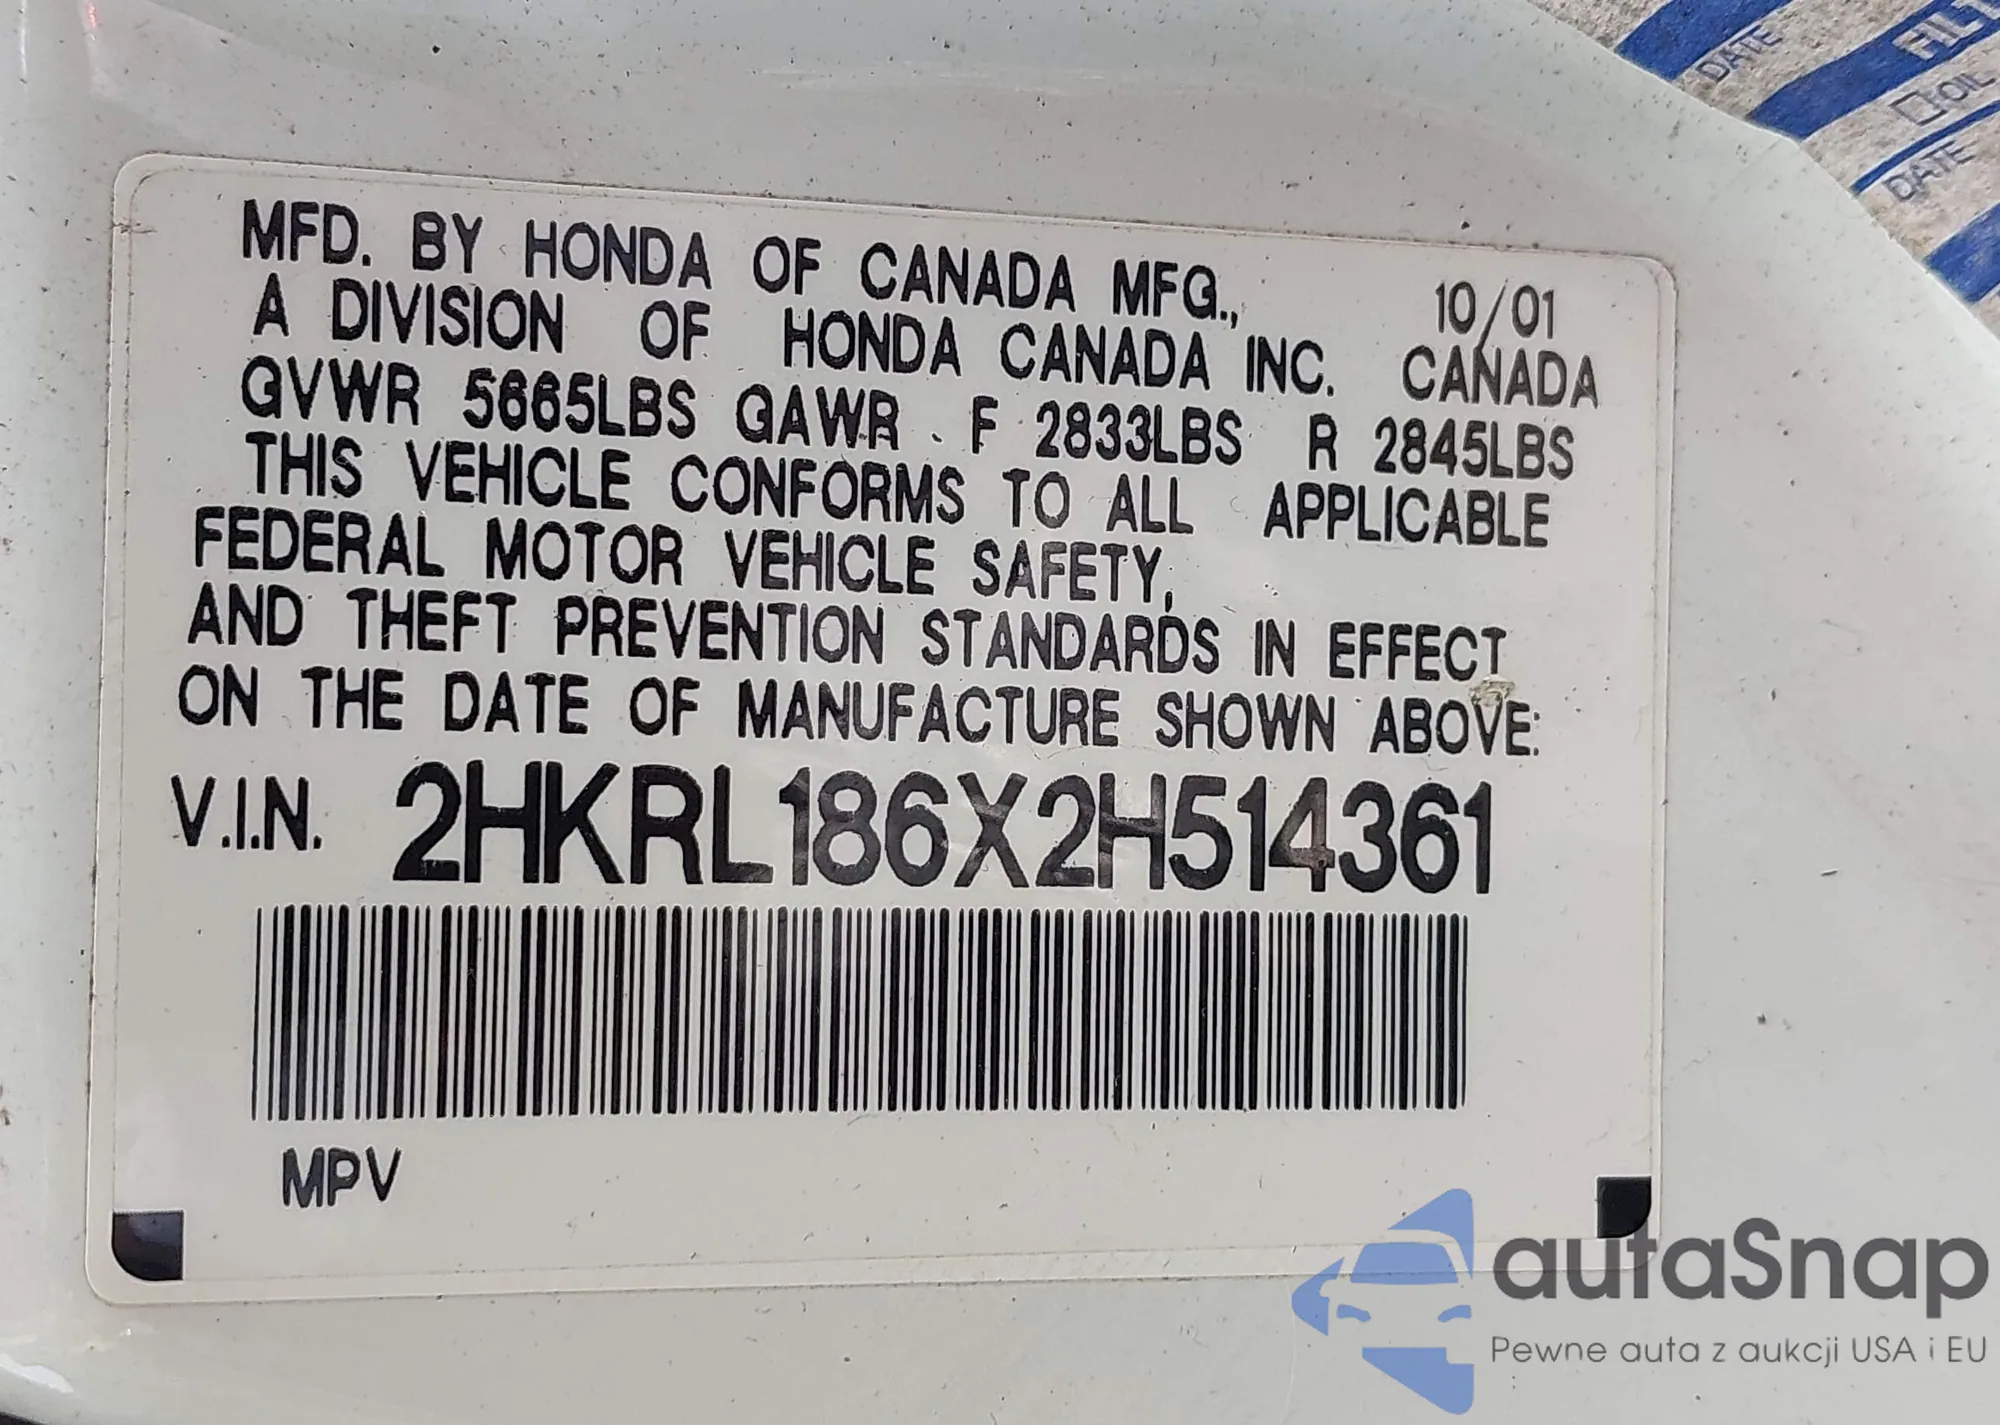 DATE
OIL
DATE
MFD. BY HONDA OF CANADA MFG., 10/01
A DIVISION OF HONDA CANADA INC. CANADA
GVWR 5665LBS GAWR F 2833LBS R 2845LBS
THIS VEHICLE CONFORMS TO ALL APPLICABLE
FEDERAL MOTOR VEHICLE SAFETY,
AND THEFT PREVENTION STANDARDS IN EFFECT
ON THE DATE OF MANUFACTURE SHOWN ABOVE:
V.I.N. 2HKRL186X2H514361
MPV
autaSnap
Pewne auta z aukcji USA i EU